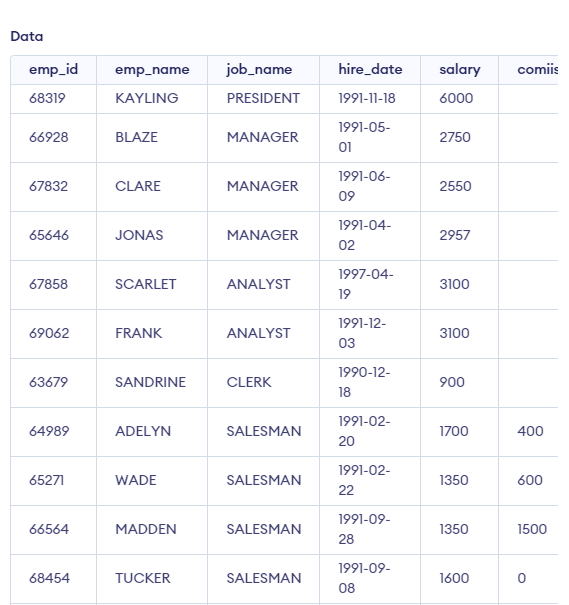 Data
emp_id emp_name job_name hire_date salary comiis
68319 KAYLING PRESIDENT 1991-11-18 6000
66928 BLAZE MANAGER 1991-05-
01 2750
67832 CLARE MANAGER 1991-06-
09 2550
65646 JONAS MANAGER 1991-04-
02 2957
67858 SCARLET ANALYST 1997-04-
19 3100
69062 FRANK ANALYST 1991-12-
03 3100
63679 SANDRINE CLERK 1990-12-
18 900
64989 ADELYN SALESMAN 1991-02-
20 1700 400
65271 WADE SALESMAN 1991-02-
22 1350 600
66564 MADDEN SALESMAN 1991-09-
28 1350 1500
68454 TUCKER SALESMAN 1991-09-
08 1600 0